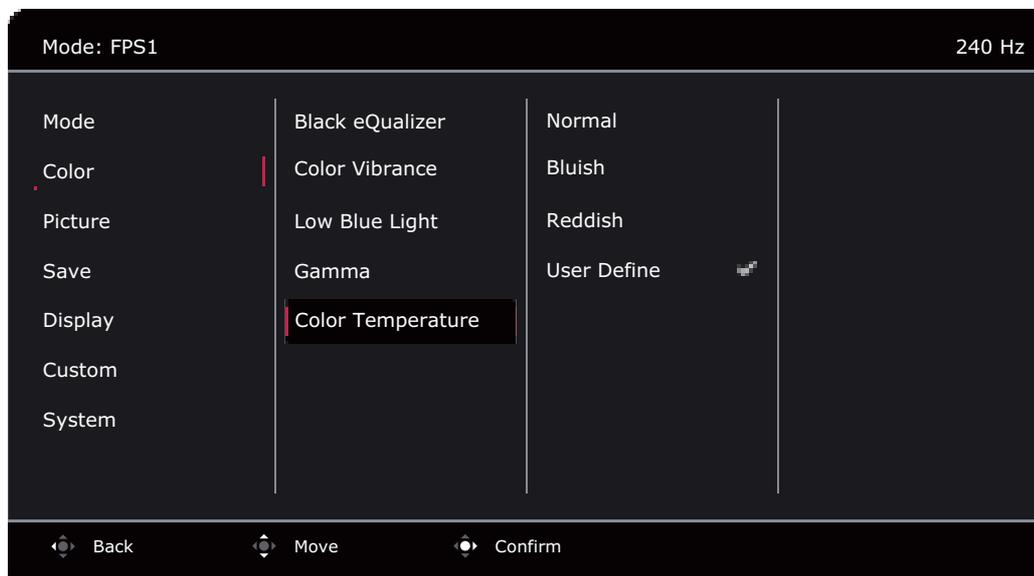 Mode: FPS1 240 Hz
Mode
Color
Picture
Save
Display
Custom
System
Black eQualizer
Color Vibrance
Low Blue Light
Gamma
Color Temperature
Normal
Bluish
Reddish
User Define
Back Move Confirm